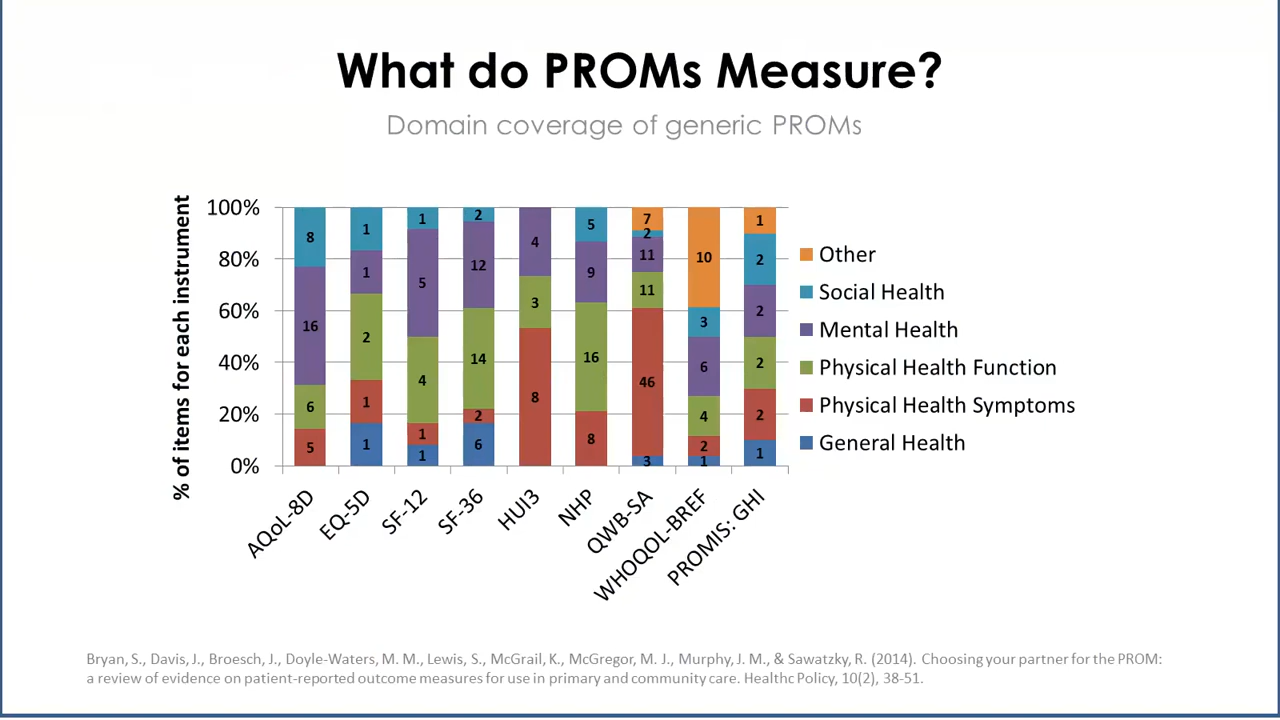 What do PROMs Measure?
Domain coverage of generic PROMs
% of items for each instrument
100%
80%
60%
40%
20%
0%
8
16
6
5
1
1
2
1
1
1
5
4
1
1
2
12
14
2
6
4
3
8
5
9
16
8
7
2
11
11
46
3
10
3
6
4
2
1
1
2
2
2
2
1
AQoL-8D
EQ-5D
SF-12
SF-36
HUI3
NHP
QWB-SA
WHOQOL-BREF
PROMIS: GHI
Other
Social Health
Mental Health
Physical Health Function
Physical Health Symptoms
General Health
Bryan, S., Davis, J., Broesch, J., Doyle-Waters, M. M., Lewis, S., McGrail, K., McGregor, M. J., Murphy, J. M., & Sawatzky, R. (2014). Choosing your partner for the PROM:
a review of evidence on patient-reported outcome measures for use in primary and community care. Healthc Policy, 10(2), 38-51.